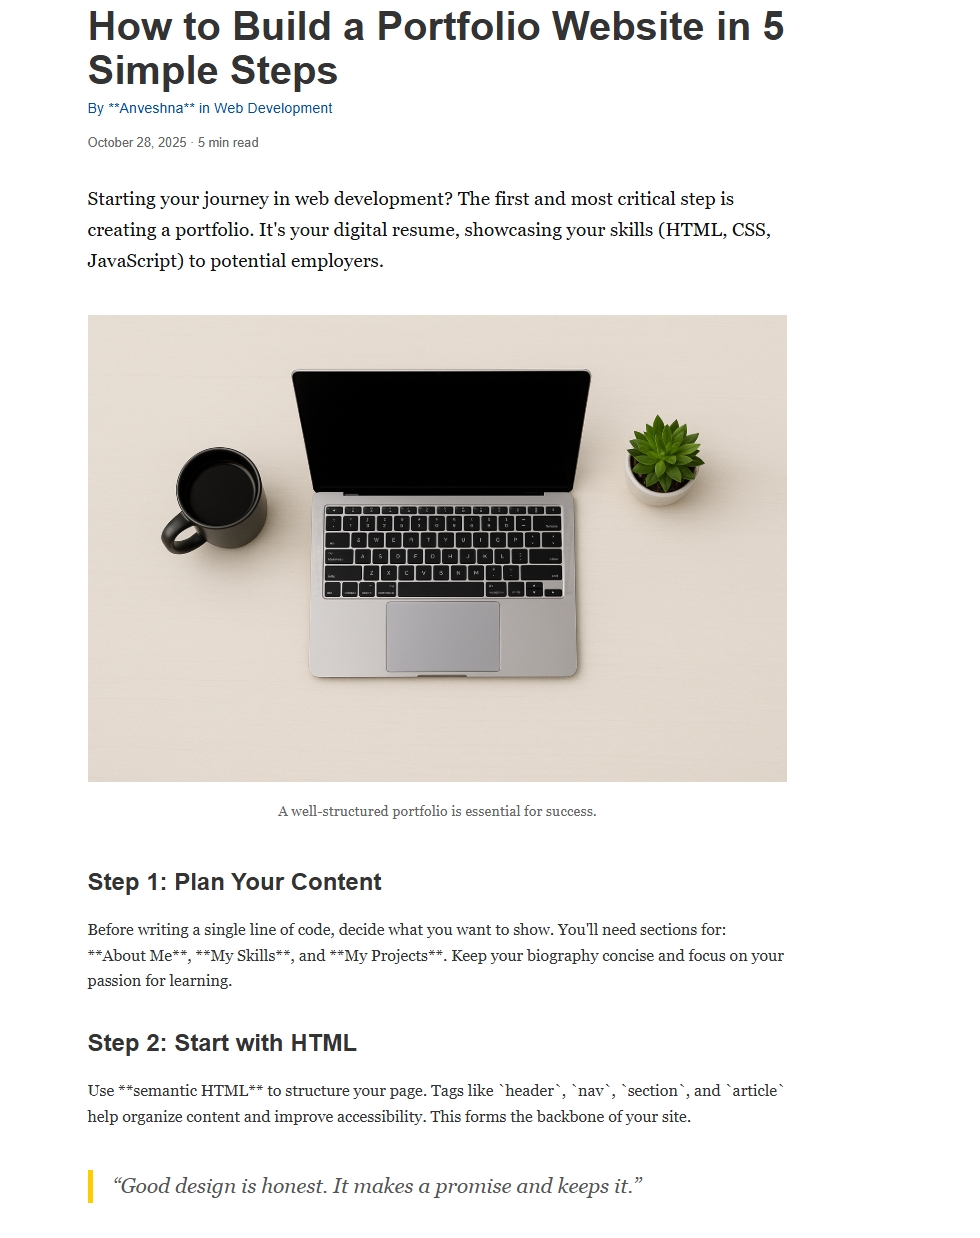 How to Build a Portfolio Website in 5
Simple Steps
By **Anveshna** in Web Development
October 28, 2025 · 5 min read
Starting your journey in web development? The first and most critical step is
creating a portfolio. It's your digital resume, showcasing your skills (HTML, CSS,
JavaScript) to potential employers.
A well-structured portfolio is essential for success.
Step 1: Plan Your Content
Before writing a single line of code, decide what you want to show. You'll need sections for:
**About Me**, **My Skills**, and **My Projects**. Keep your biography concise and focus on your
passion for learning.
Step 2: Start with HTML
Use **semantic HTML** to structure your page. Tags like `header`, `nav`, `section`, and `article`
help organize content and improve accessibility. This forms the backbone of your site.
“Good design is honest. It makes a promise and keeps it.”